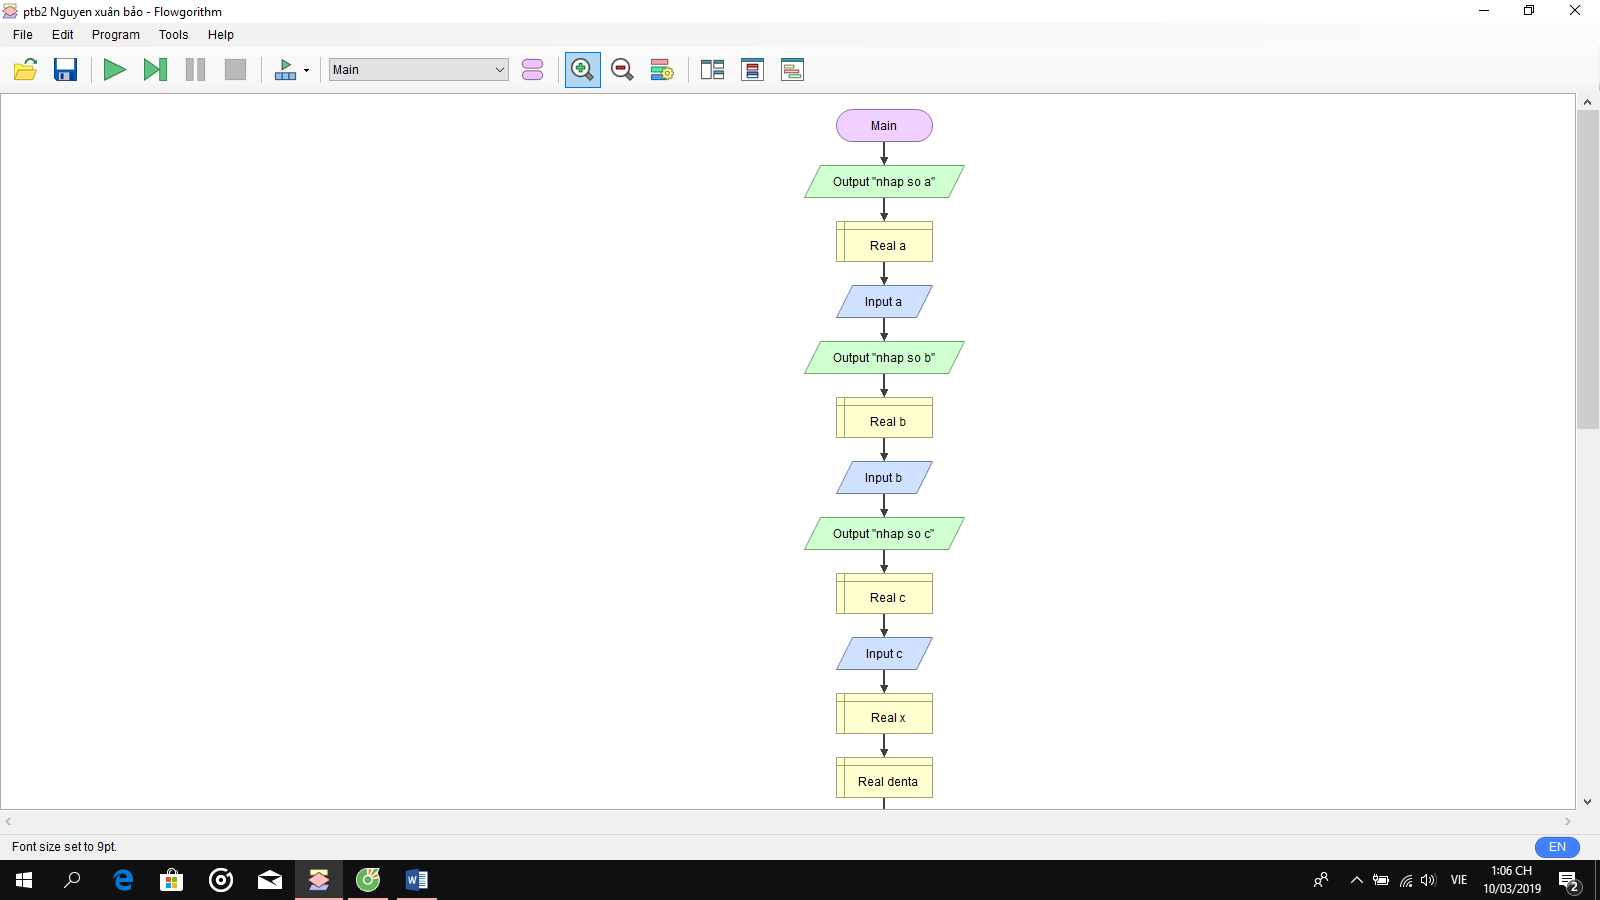 ptb2 Nguyen xuân bảo - Flowgorithm
File Edit Program Tools Help
Main
Main
Output "nhap so a"
Real a
Input a
Output "nhap so b"
Real b
Input b
Output "nhap so c"
Real c
Input c
Real x
Real denta
Font size set to 9pt.
EN
VIE
1:06 CH
10/03/2019
2